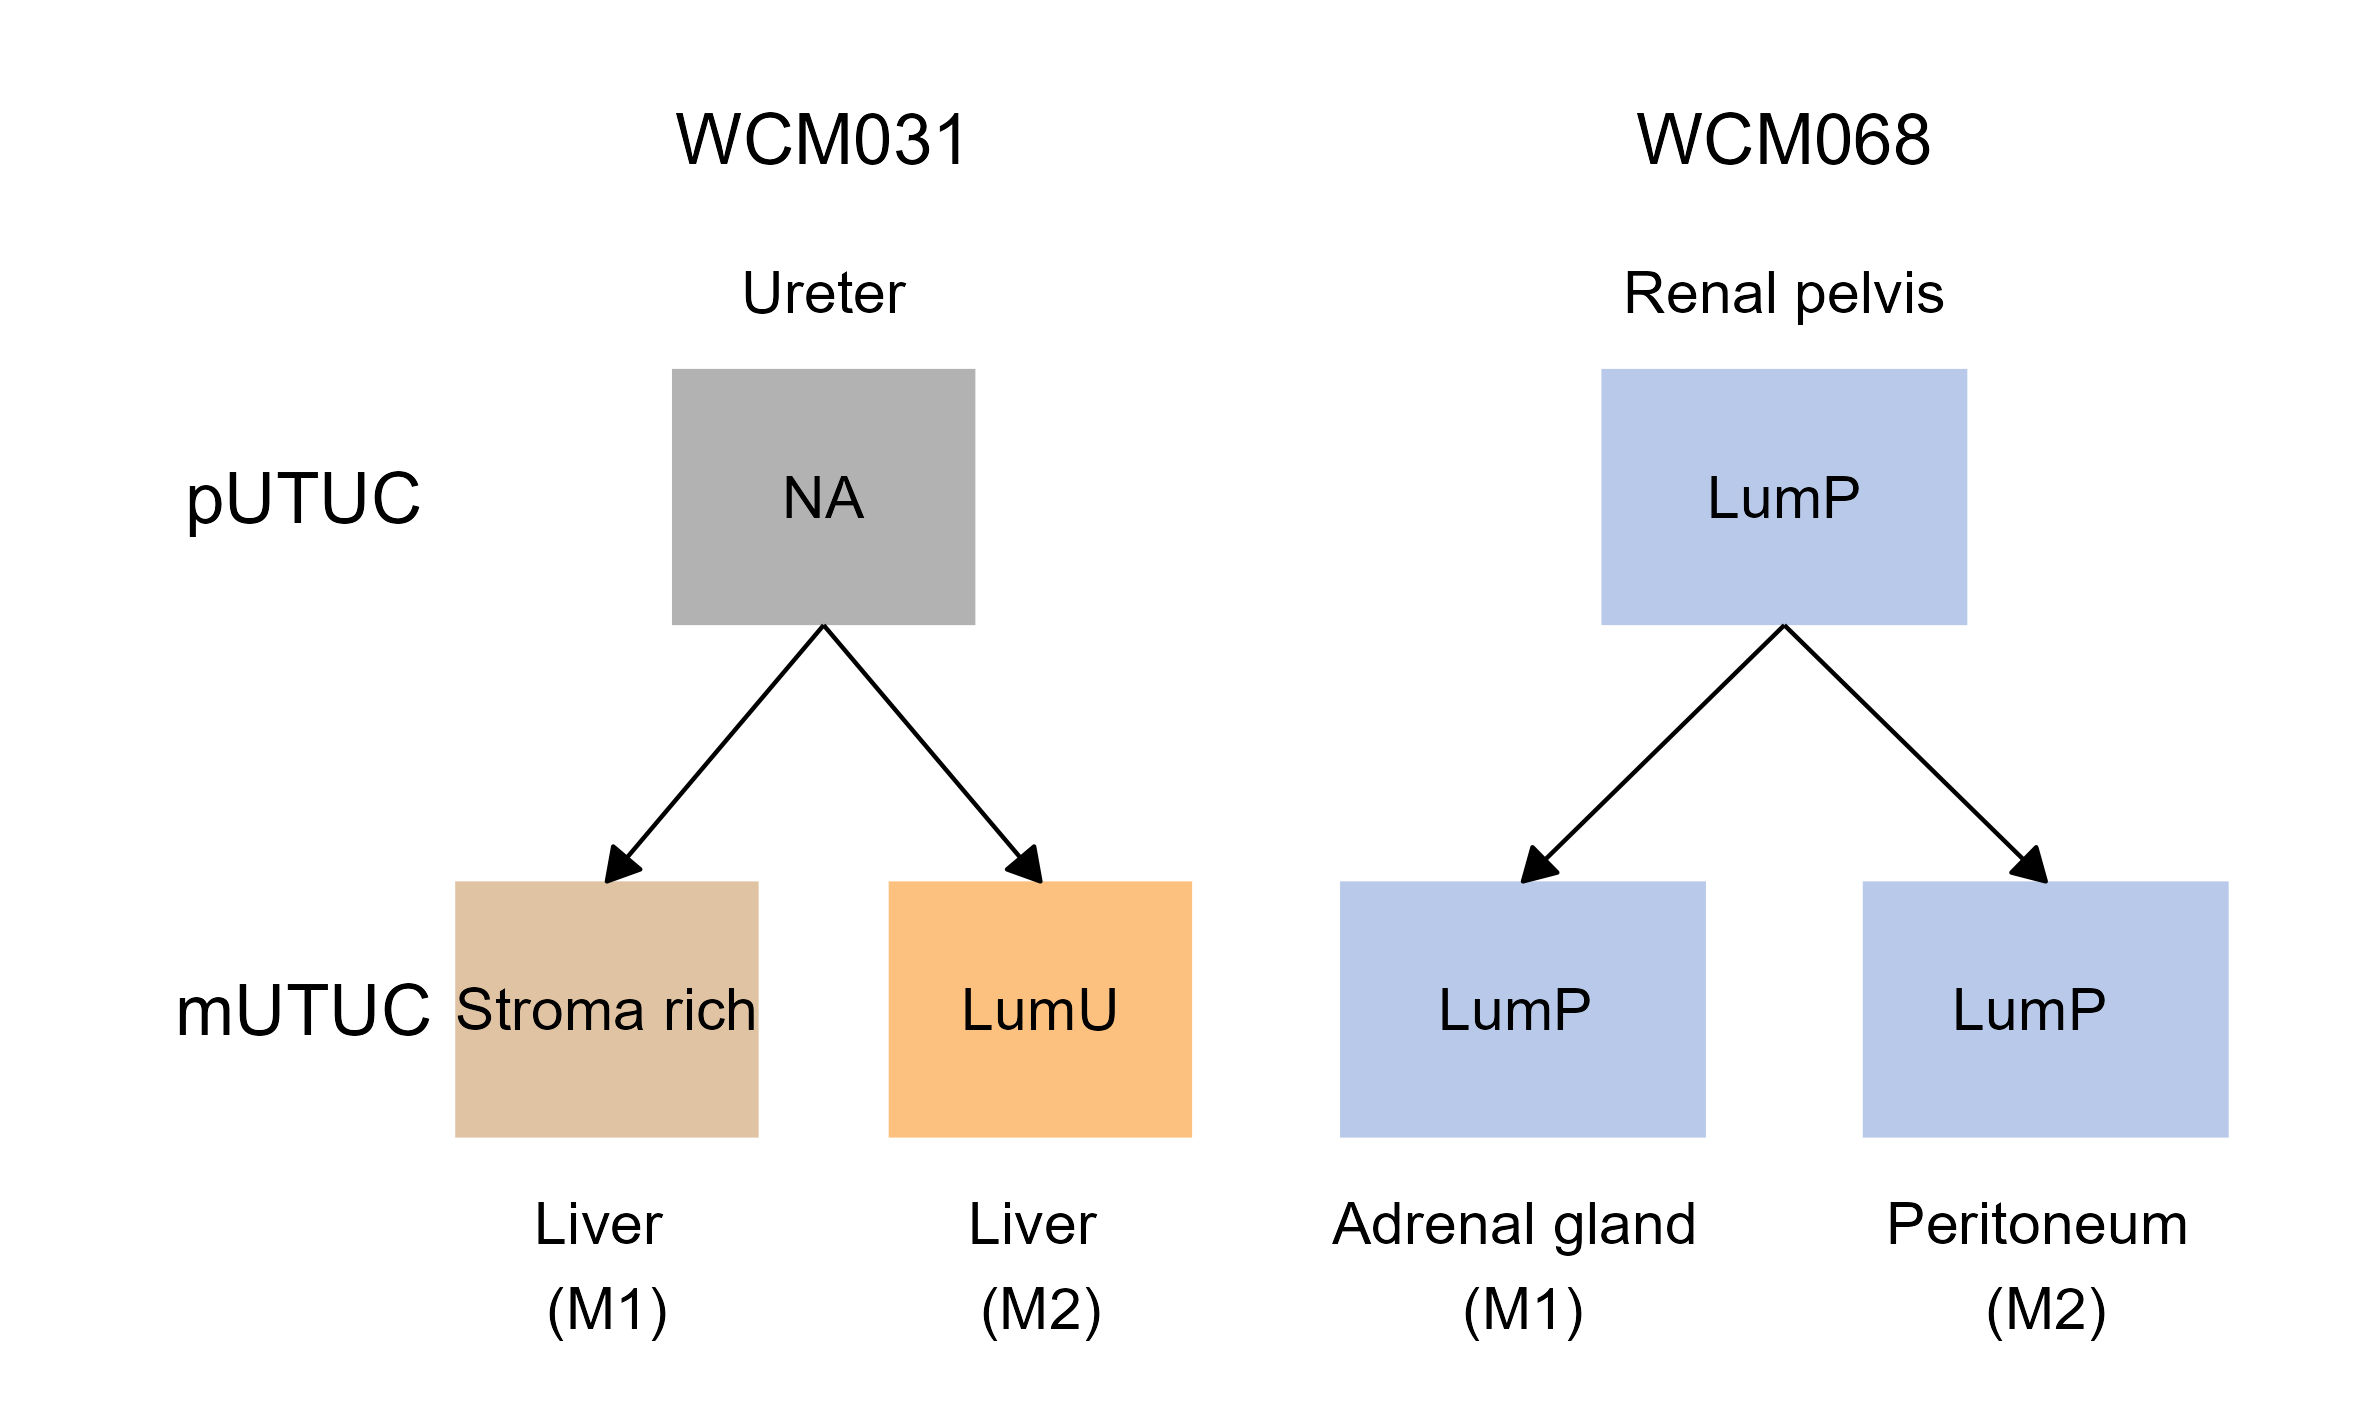 WCM031
WCM068
Ureter
Renal pelvis
pUTUC
NA
LumP
mUTUC
Stroma rich
LumU
LumP
LumP
Liver
(M1)
Liver
(M2)
Adrenal gland
(M1)
Peritoneum
(M2)